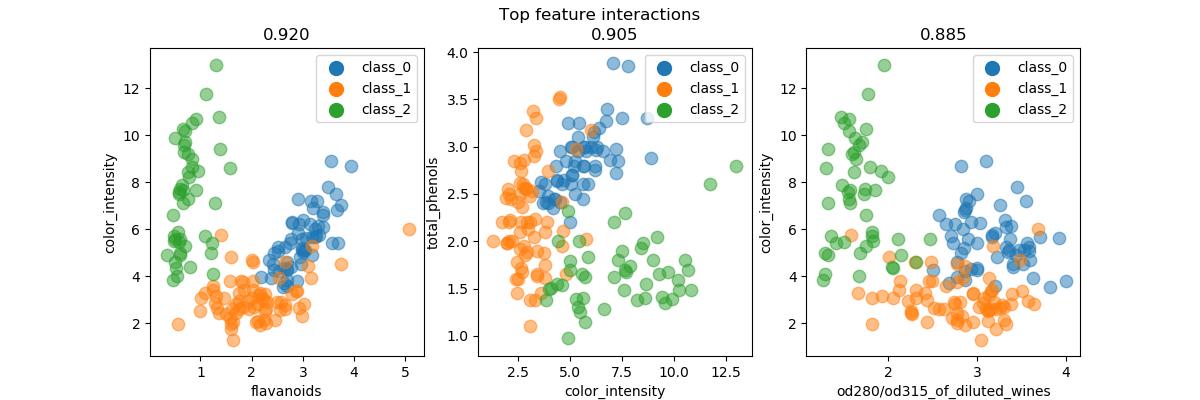 Top feature interactions
0.920
class_0
class_1
class_2
12
10
8
6
4
2
color_intensity
1
2
3
4
5
flavanoids
0.905
class_0
class_1
class_2
4.0
3.5
3.0
2.5
2.0
1.5
1.0
total_phenols
2.5
5.0
7.5
10.0
12.5
color_intensity
0.885
class_0
class_1
class_2
12
10
8
6
4
2
color_intensity
2
3
4
od280/od315_of_diluted_wines